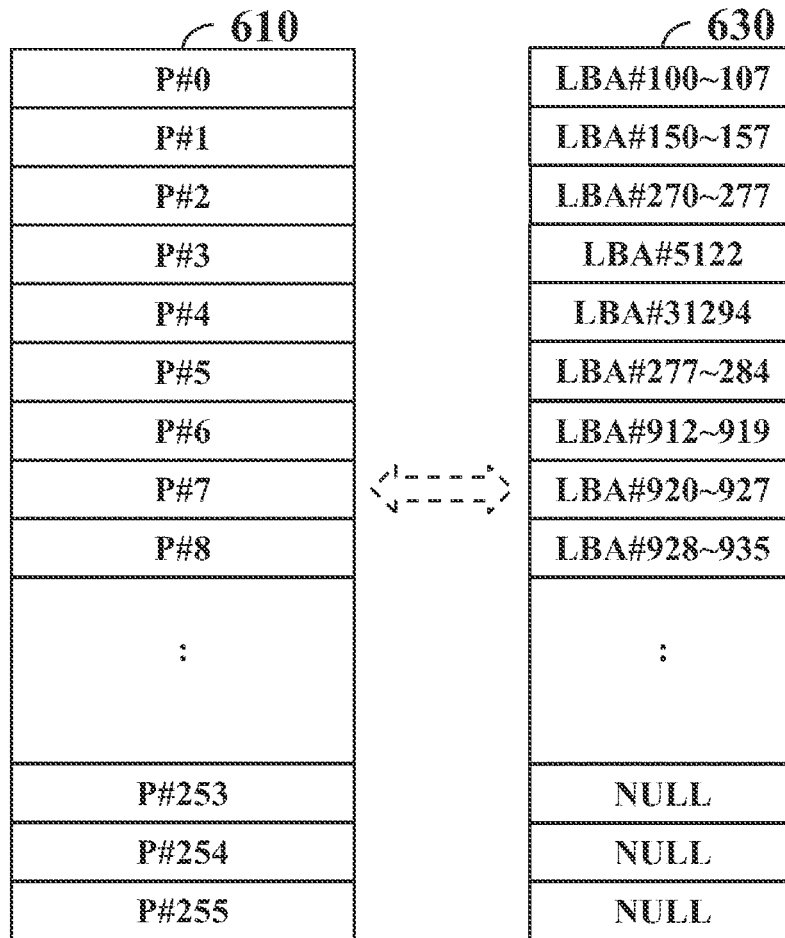 610 630
P#0 LBA#100~107
P#1 LBA#150~157
P#2 LBA#270~277
P#3 LBA#5122
P#4 LBA#31294
P#5 LBA#277~284
P#6 LBA#912~919
P#7 LBA#920~927
P#8 LBA#928~935
: :
P#253 NULL
P#254 NULL
P#255 NULL